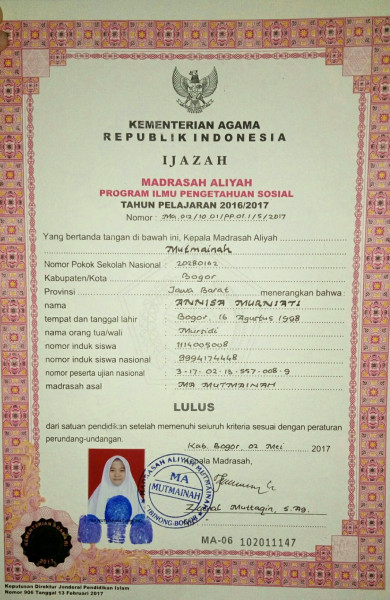 KEMENTERIAN AGAMA
REPUBLIK INDONESIA
IJAZAH
MADRASAH ALIYAH
PROGRAM ILMU PENGETAHUAN SOSIAL
TAHUN PELAJARAN 2016/2017
Nomor : Ma.02/10.01/PP.01.1/5/2017
Yang bertanda tangan di bawah ini, Kepala Madrasah Aliyah
Mutmainah
Nomor Pokok Sekolah Nasional : 20280162
Kabupaten/Kota : Bogor
Provinsi : Jawa Barat menerangkan bahwa :
nama : ANNISA MURNIATI
tempat dan tanggal lahir : Bogor, 16 Agustus 1998
nama orang tua/wali : Mursidi
nomor induk siswa : 1114005008
nomor induk siswa nasional : 9994174448
nomor peserta ujian nasional : 3-17-02-13-557-008-9
madrasah asal : MA MUTMAINAH
LULUS
dari satuan pendidikan setelah memenuhi seluruh kriteria sesuai dengan peraturan
perundang-undangan.
Kab. Bogor, 02 Mei 2017
Kepala Madrasah,
MADRASAH ALIYAH MUTMAINAH
MA
MUTMAINAH
CIBINONG-BOGOR
Muttaqin, S.Ag.
MA-06 102011147
Keputusan Direktur Jenderal Pendidikan Islam
Nomor 906 Tanggal 13 Februari 2017